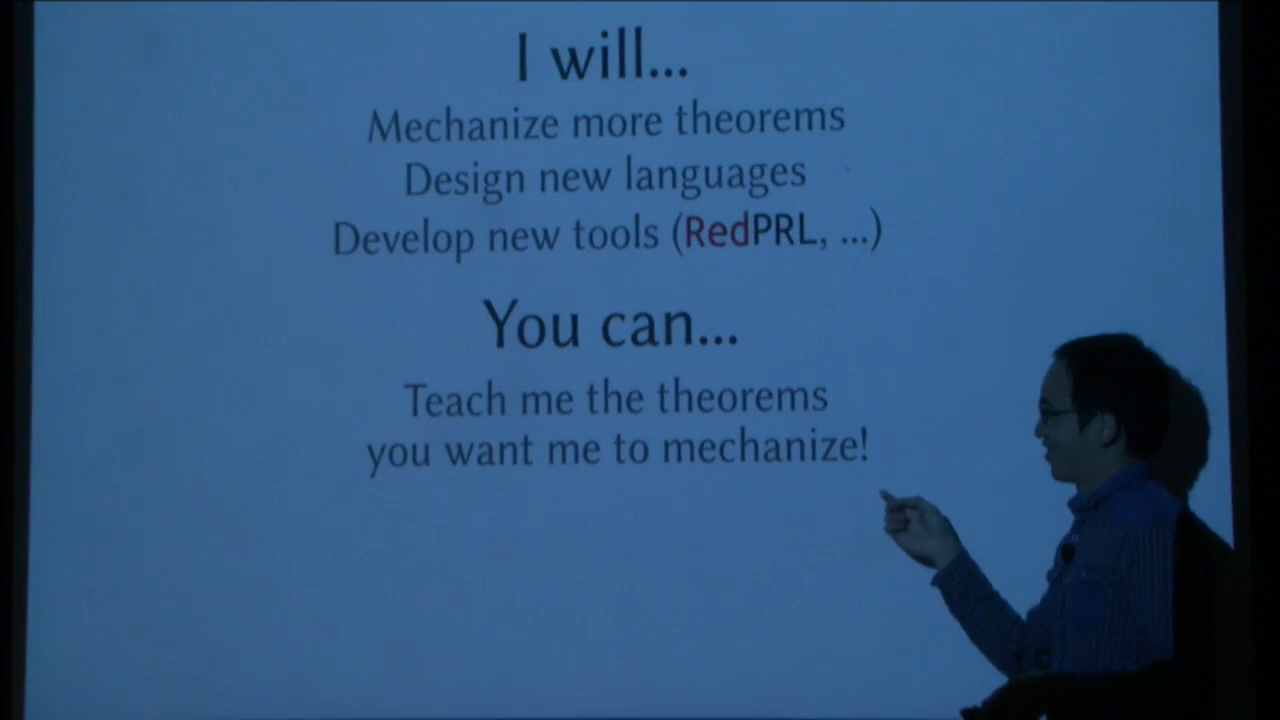 I will...
Mechanize more theorems
Design new languages
Develop new tools (RedPRL, ...)
You can...
Teach me the theorems
you want me to mechanize!